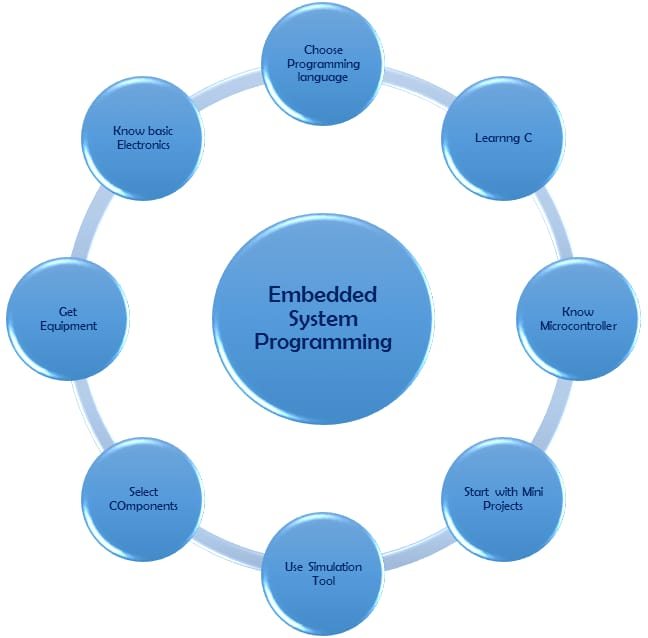 Choose
Programming
language
Learnng C
Know
Microcontroller
Start with Mini
Projects
Use Simulation
Tool
Select
COmponents
Get
Equipment
Know basic
Electronics
Embedded
System
Programming